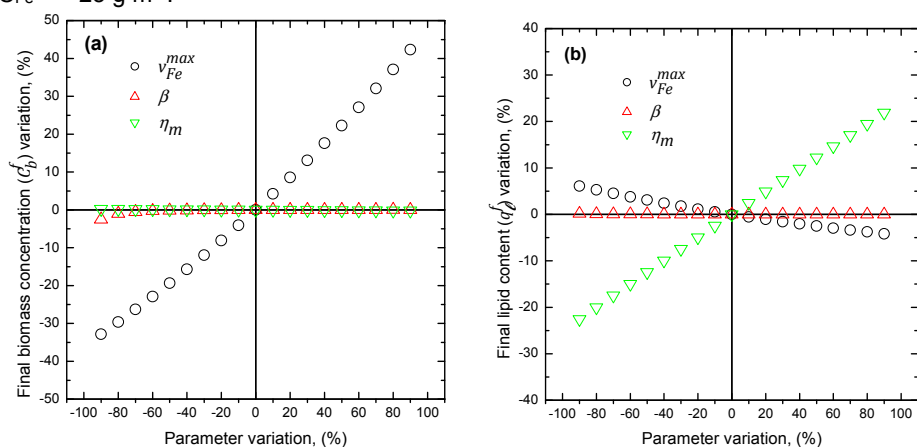 (a)
ν_Fe^max
β
η_m
50
40
30
20
10
0
-10
-20
-30
-40
-50
-100 -80 -60 -40 -20 0 20 40 60 80 100
Parameter variation, (%)
Final biomass concentration (C_b^f) variation, (%)
(b)
ν_Fe^max
β
η_m
40
30
20
10
0
-10
-20
-30
-40
-100 -80 -60 -40 -20 0 20 40 60 80 100
Parameter variation, (%)
Final lipid content (q^f) variation, (%)